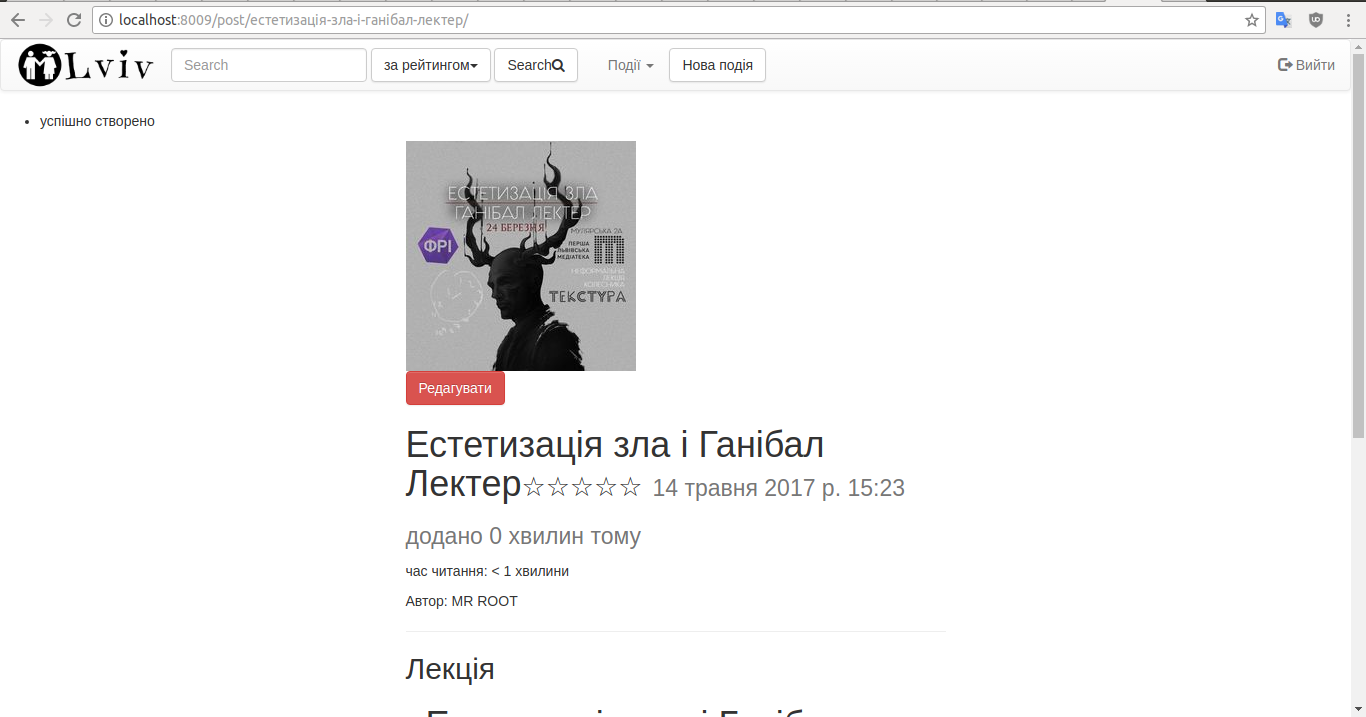 localhost:8009/post/естетизація-зла-і-ганібал-лектер/
Lviv
Search
за рейтингом
Search
Події
Нова подія
Вийти
успішно створено
ЕСТЕТИЗАЦІЯ ЗЛА
ГАНІБАЛ ЛЕКТЕР
24 БЕРЕЗНЯ
МУЛЯРСЬКА 2А
ФРІ
ПЕРША
ЛЬВІВСЬКА
МЕДІАТЕКА
НЕФОРМАЛЬНА
ЛЕКЦІЯ
КОЛЕСНИКА
ТЕКСТУРА
Редагувати
Естетизація зла і Ганібал
Лектер☆☆☆☆☆ 14 травня 2017 р. 15:23
додано 0 хвилин тому
час читання: < 1 хвилини
Автор: MR ROOT
Лекція